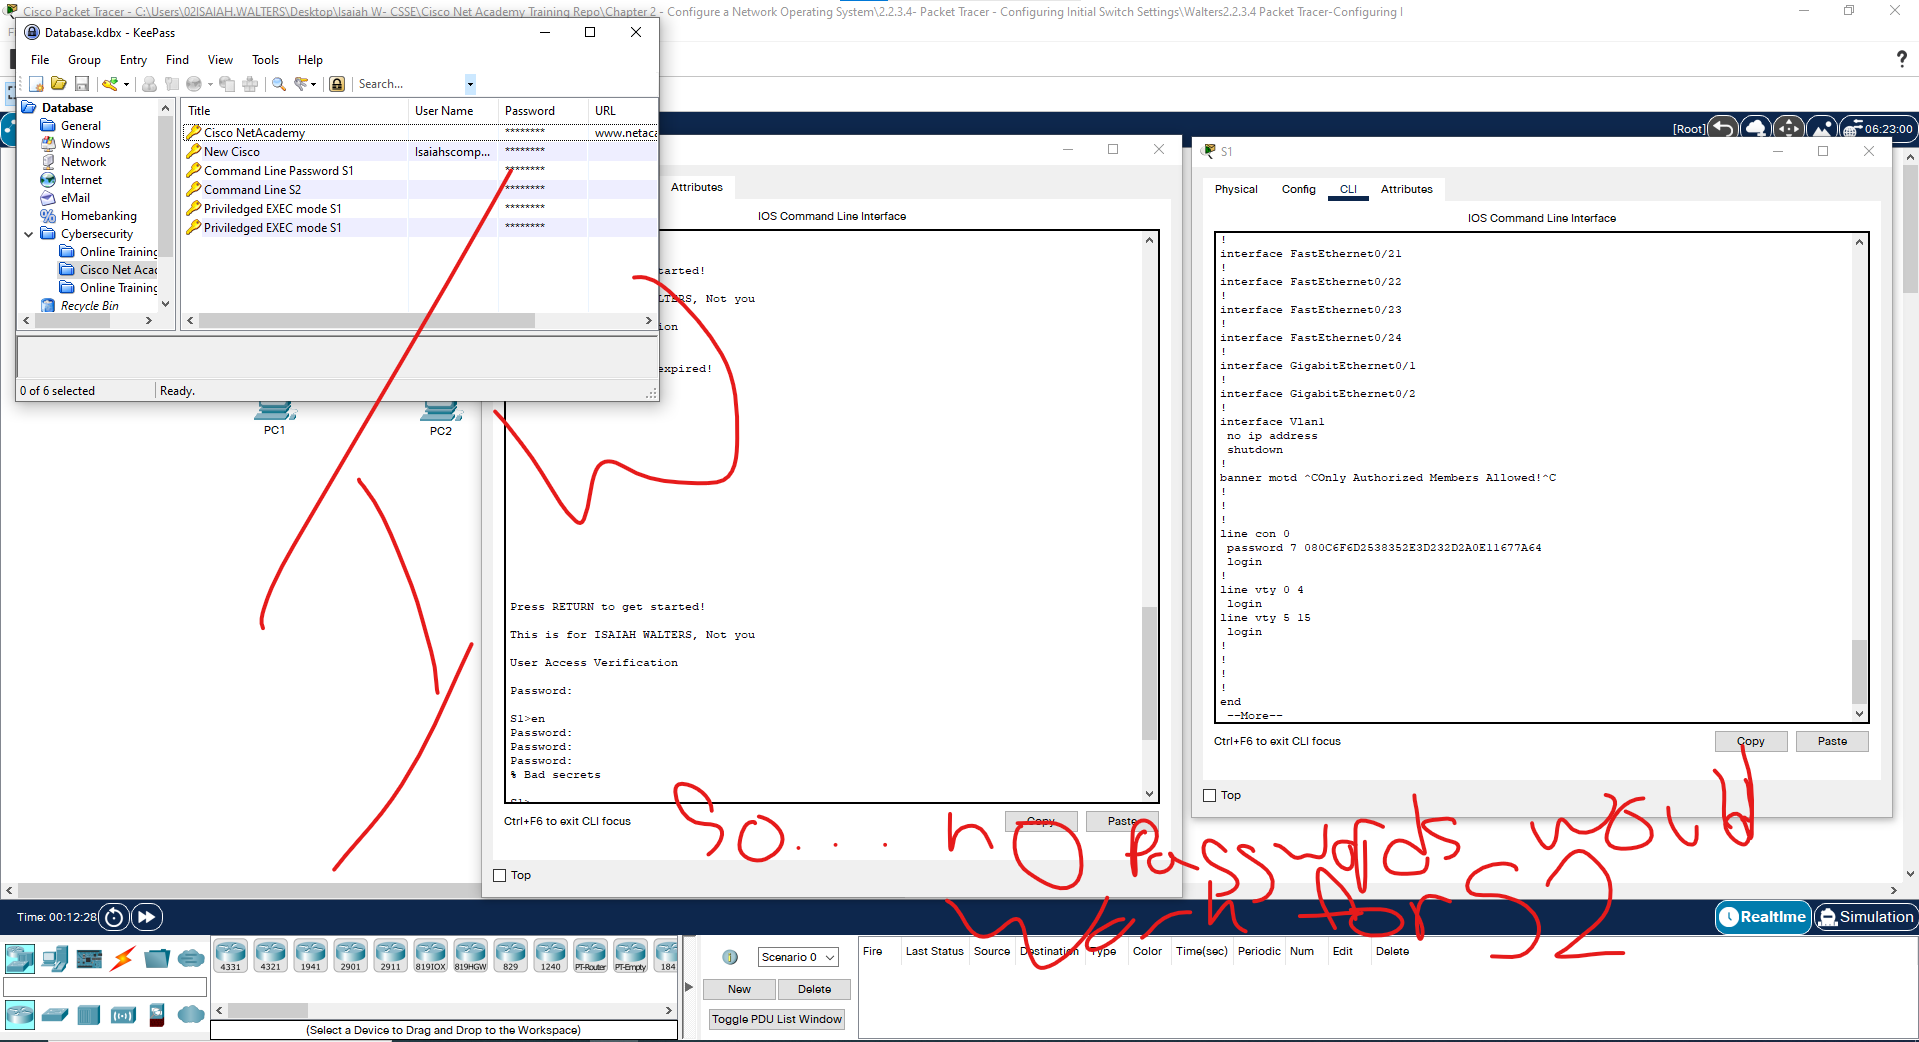 Cisco Packet Tracer - C:\Users\02ISAIAH.WALTERS\Desktop\Isaiah W- CSSE\Cisco Net Academy Training Repo\Chapter 2 - Configure a Network Operating System\2.2.3.4- Packet Tracer - Configuring Initial Switch Settings\Walters2.2.3.4 Packet Tracer-Configuring I
Database.kdbx - KeePass
File Group Entry Find View Tools Help
Search...
Database
General
Windows
Network
Internet
eMail
Homebanking
Cybersecurity
Online Training
Cisco Net Acac
Online Training
Recycle Bin
Title User Name Password URL
Cisco NetAcademy ******** www.netaca
New Cisco Isaiahscomp... ********
Command Line Password S1 ********
Command Line S2 ********
Priviledged EXEC mode S1 ********
Priviledged EXEC mode S1 ********
0 of 6 selected Ready.
PC1
PC2
[Root] 06:23:00
Attributes
IOS Command Line Interface
started!
LTERS, Not you
ion
expired!
Press RETURN to get started!
This is for ISAIAH WALTERS, Not you
User Access Verification
Password:
S1>en
Password:
Password:
Password:
% Bad secrets
S1>
Ctrl+F6 to exit CLI focus
Copy Paste
Top
S1
Physical Config CLI Attributes
IOS Command Line Interface
!
interface FastEthernet0/21
!
interface FastEthernet0/22
!
interface FastEthernet0/23
!
interface FastEthernet0/24
!
interface GigabitEthernet0/1
!
interface GigabitEthernet0/2
!
interface Vlan1
no ip address
shutdown
!
banner motd ^COnly Authorized Members Allowed!^C
!
!
!
line con 0
password 7 080C6F6D2538352E3D232D2A0E11677A64
login
!
line vty 0 4
login
line vty 5 15
login
!
!
!
!
end
--More--
Ctrl+F6 to exit CLI focus
Copy Paste
Top
So... no Passwords would
work for S2
Time: 00:12:28
Realtime Simulation
4331 4321 1941 2901 2911 819IOX 819HGW 829 1240 PT-Router PT-Empty 184
(Select a Device to Drag and Drop to the Workspace)
Scenario 0
New Delete
Toggle PDU List Window
Fire Last Status Source Destination Type Color Time(sec) Periodic Num Edit Delete